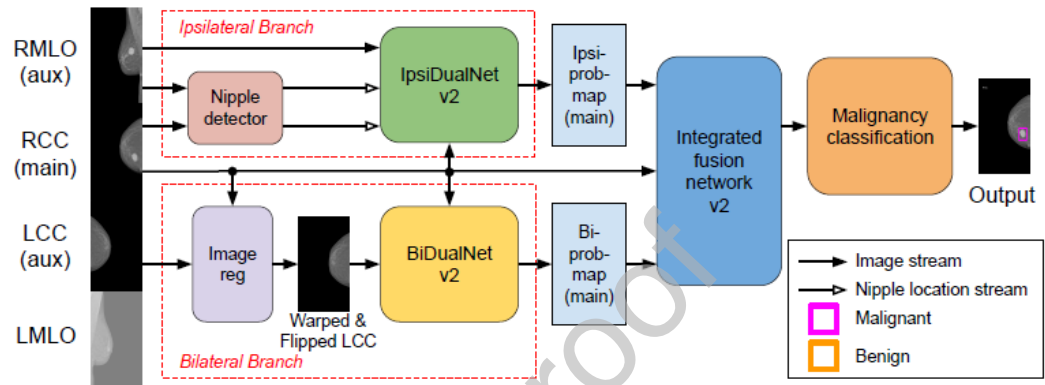 RMLO
(aux)
RCC
(main)
LCC
(aux)
LMLO
Ipsilateral Branch
Nipple
detector
IpsiDualNet
v2
Ipsi-
prob-
map
(main)
Image
reg
Warped &
Flipped LCC
BiDualNet
v2
Bilateral Branch
Bi-
prob-
map
(main)
Integrated
fusion
network
v2
Malignancy
classification
Output
Image stream
Nipple location stream
Malignant
Benign
roof